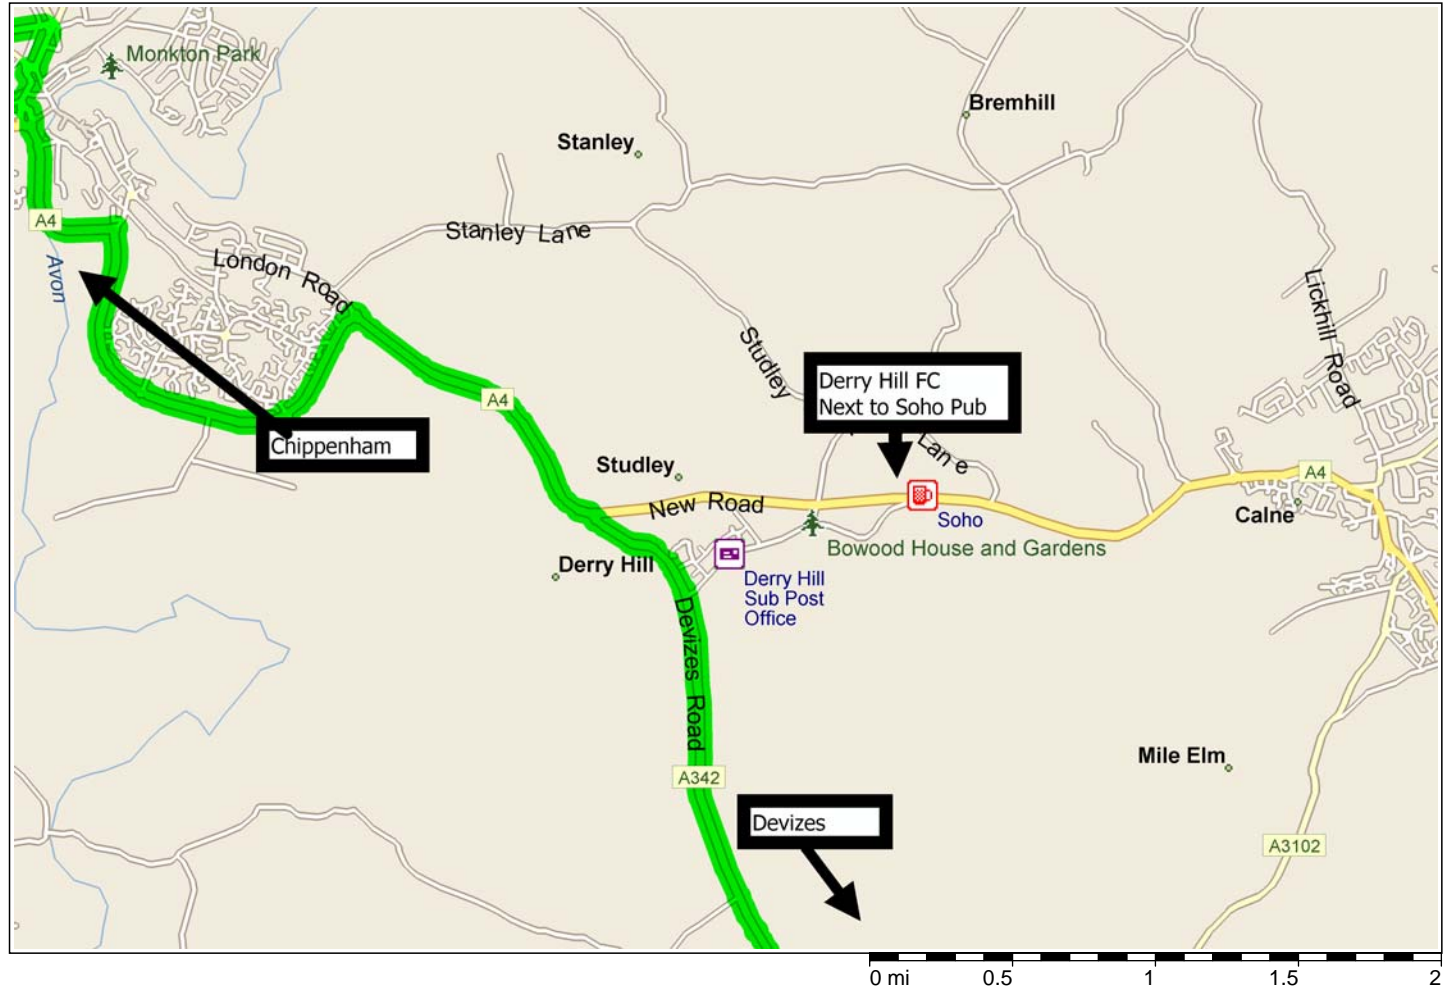 Monkton Park
Bremhill
Stanley
A4
Stanley Lane
London Road
Avon
Lickhill Road
Studley
Derry Hill FC
Next to Soho Pub
A4
Chippenham
Lane
Studley
A4
New Road
Soho
Calne
Bowood House and Gardens
Derry Hill
Derry Hill
Sub Post
Office
Devizes Road
Mile Elm
A342
Devizes
A3102
0 mi 0.5 1 1.5 2